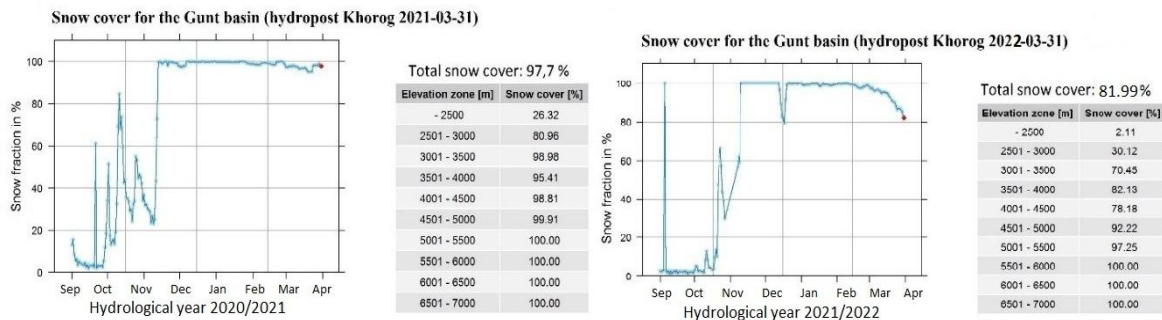 Snow cover for the Gunt basin (hydropost Khorog 2021-03-31)
Snow fraction in %
100
80
60
40
20
0
Sep Oct Nov Dec Jan Feb Mar Apr
Hydrological year 2020/2021
Total snow cover: 97,7 %
Elevation zone [m] Snow cover [%]
- 2500 26.32
2501 - 3000 80.96
3001 - 3500 98.98
3501 - 4000 95.41
4001 - 4500 98.81
4501 - 5000 99.91
5001 - 5500 100.00
5501 - 6000 100.00
6001 - 6500 100.00
6501 - 7000 100.00
Snow cover for the Gunt basin (hydropost Khorog 2022-03-31)
Snow fraction in %
100
80
60
40
20
0
Sep Oct Nov Dec Jan Feb Mar Apr
Hydrological year 2021/2022
Total snow cover: 81.99%
Elevation zone [m] Snow cover [%]
- 2500 2.11
2501 - 3000 30.12
3001 - 3500 70.45
3501 - 4000 82.13
4001 - 4500 78.18
4501 - 5000 92.22
5001 - 5500 97.25
5501 - 6000 100.00
6001 - 6500 100.00
6501 - 7000 100.00